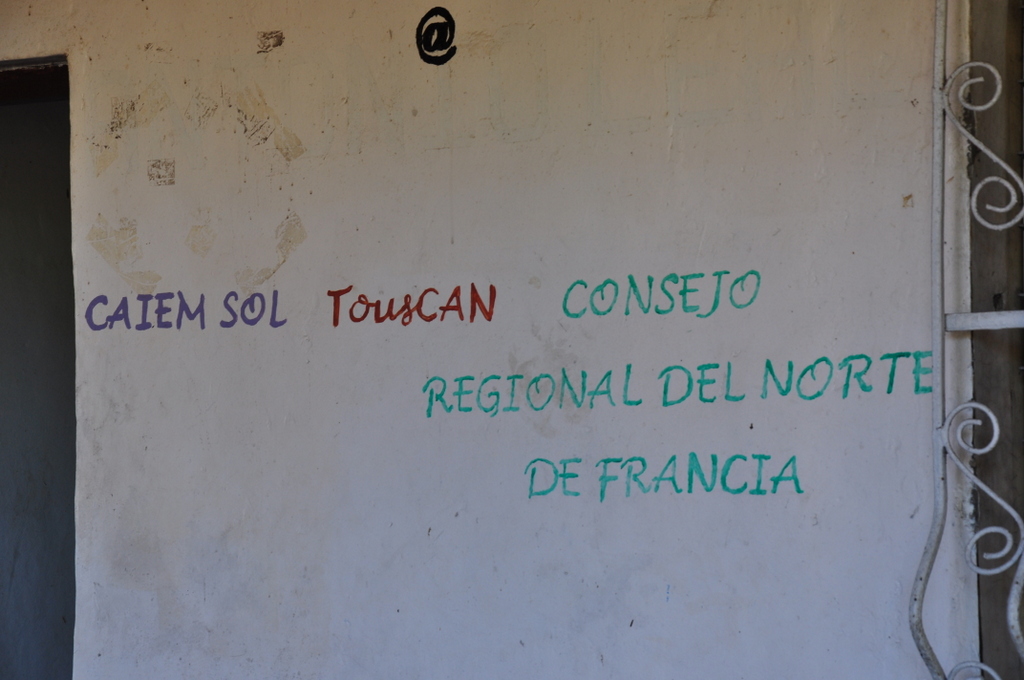 @
CAIEM SOL TousCAN CONSEJO
REGIONAL DEL NORTE
DE FRANCIA